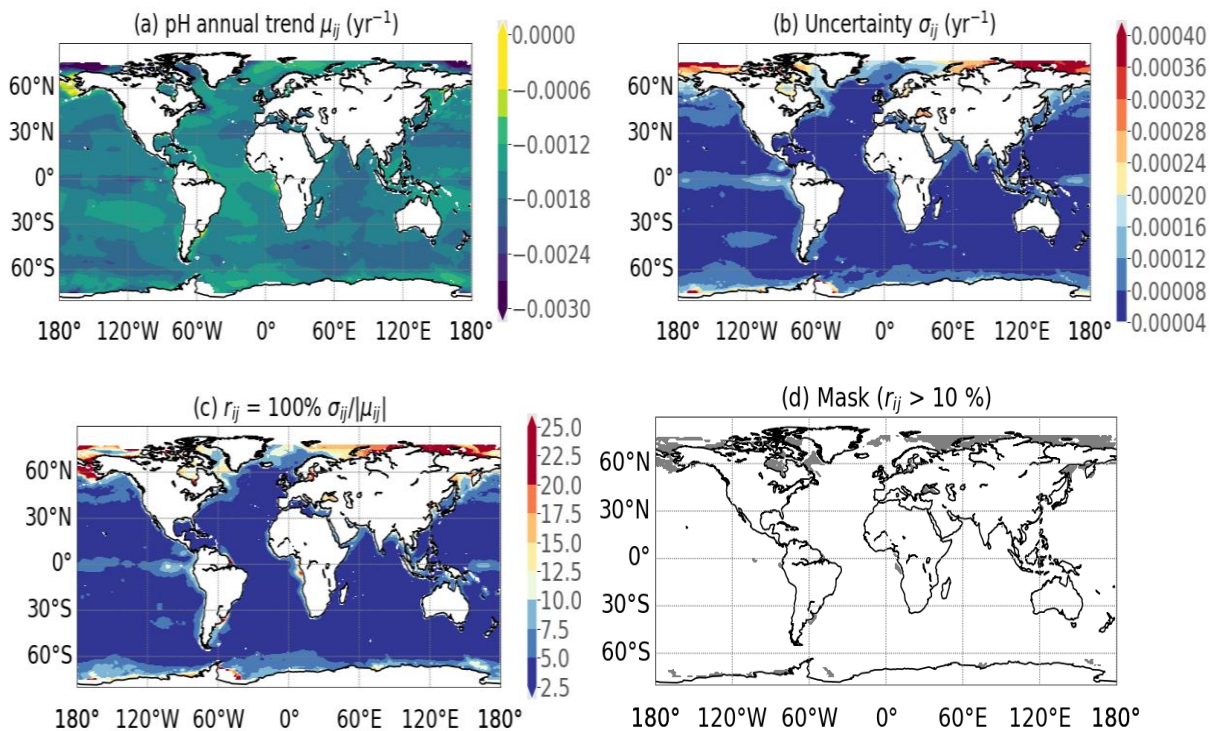 (a) pH annual trend μij (yr−1)
0.0000
−0.0006
−0.0012
−0.0018
−0.0024
−0.0030
60°N
30°N
0°
30°S
60°S
180° 120°W 60°W 0° 60°E 120°E 180°
(b) Uncertainty σij (yr−1)
0.00040
0.00036
0.00032
0.00028
0.00024
0.00020
0.00016
0.00012
0.00008
0.00004
60°N
30°N
0°
30°S
60°S
180° 120°W 60°W 0° 60°E 120°E 180°
(c) rij = 100% σij/|μij|
25.0
22.5
20.0
17.5
15.0
12.5
10.0
7.5
5.0
2.5
60°N
30°N
0°
30°S
60°S
180° 120°W 60°W 0° 60°E 120°E 180°
(d) Mask (rij > 10 %)
60°N
30°N
0°
30°S
60°S
180° 120°W 60°W 0° 60°E 120°E 180°